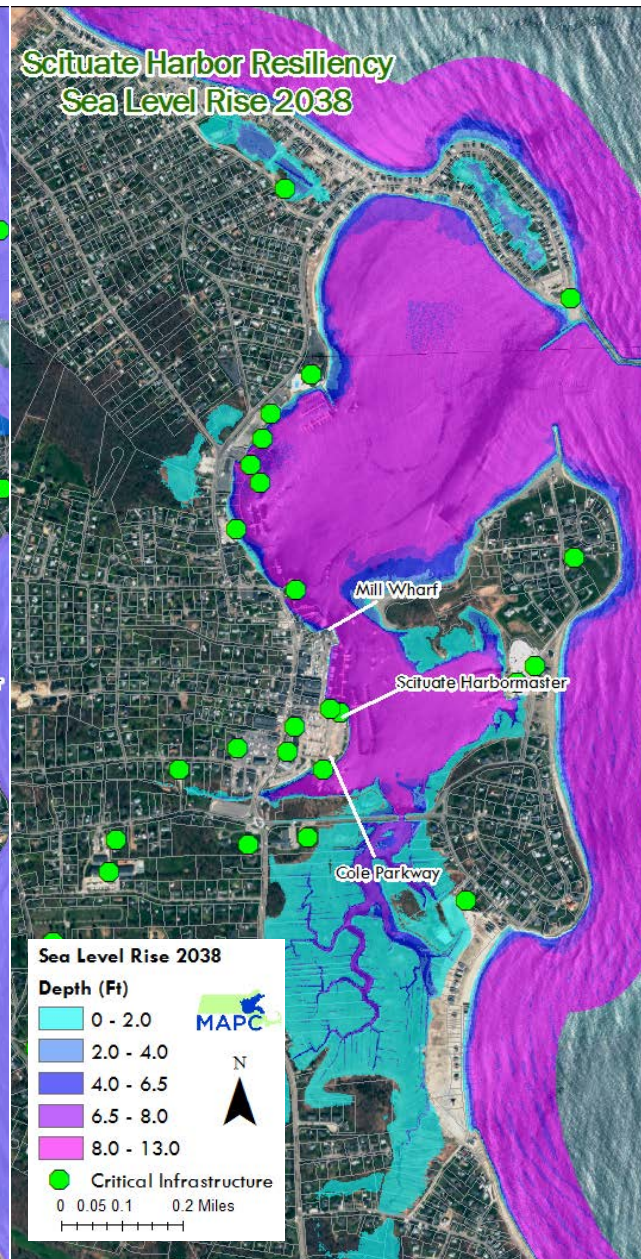 Scituate Harbor Resiliency
Sea Level Rise 2038
Mill Wharf
Scituate Harbormaster
Cole Parkway
Sea Level Rise 2038
Depth (Ft)
0 - 2.0
2.0 - 4.0
4.0 - 6.5
6.5 - 8.0
8.0 - 13.0
MAPC
N
Critical Infrastructure
0 0.05 0.1 0.2 Miles